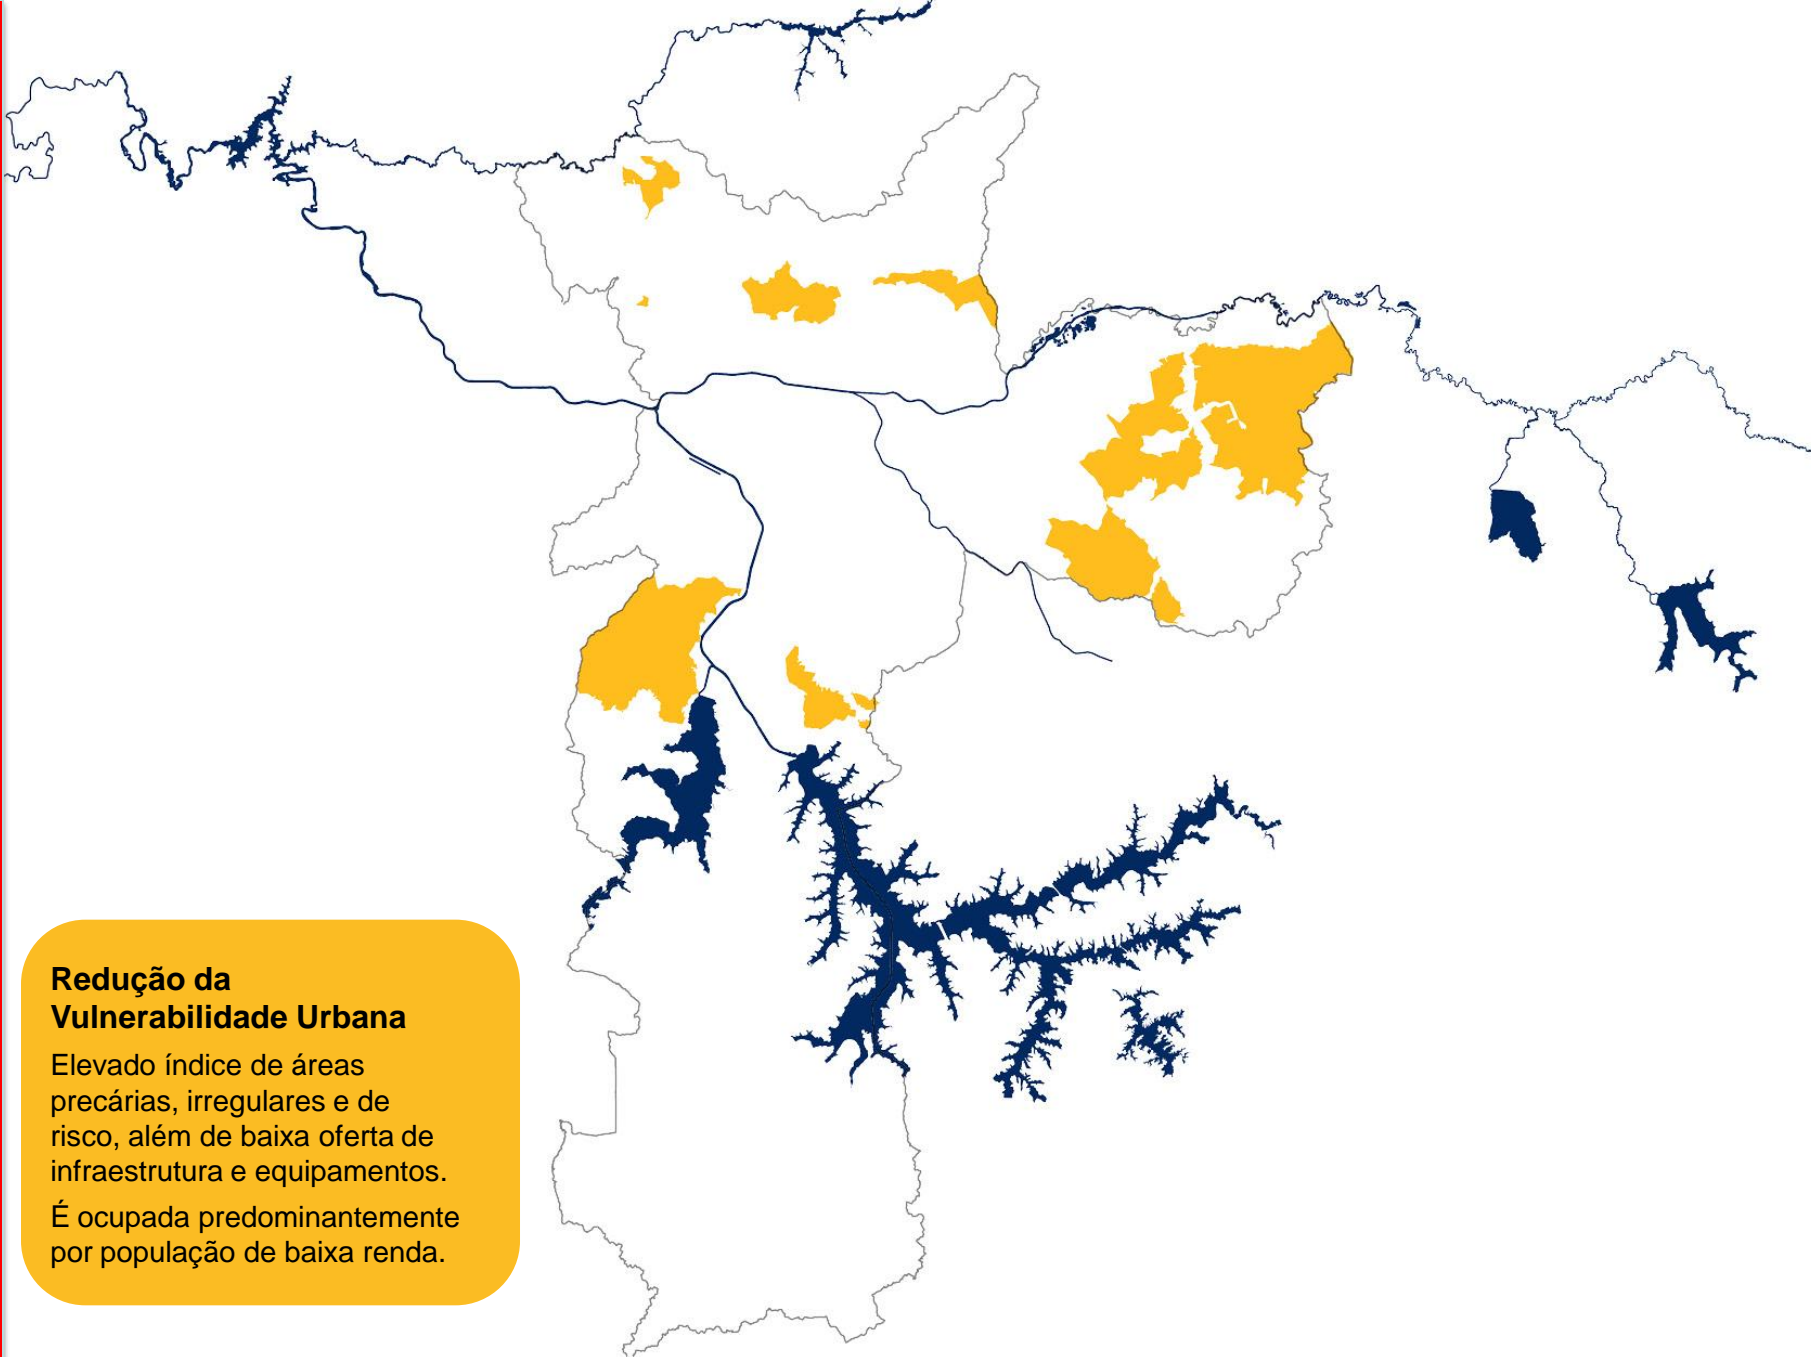 Redução da
Vulnerabilidade Urbana
Elevado índice de áreas
precárias, irregulares e de
risco, além de baixa oferta de
infraestrutura e equipamentos.
É ocupada predominantemente
por população de baixa renda.